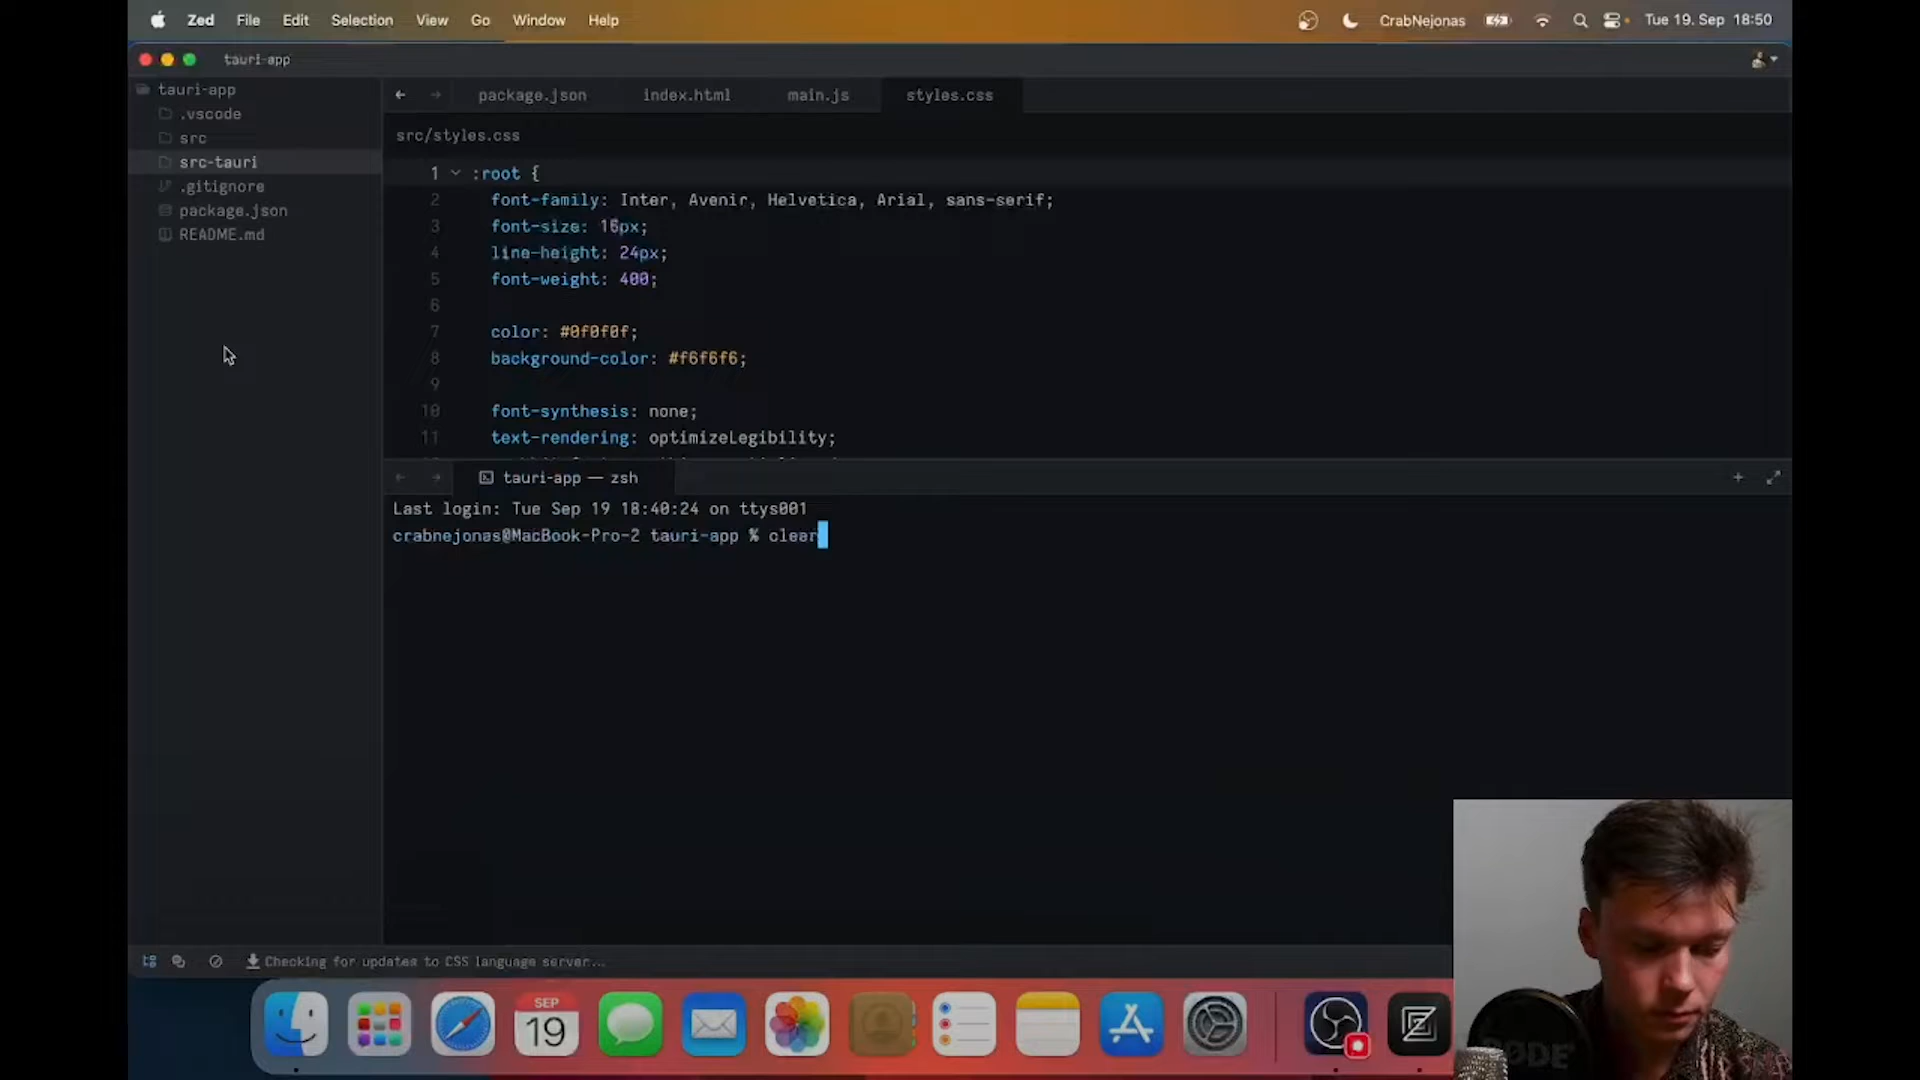 Zed File Edit Selection View Go Window Help CrabNejonas Tue 19. Sep 18:50
tauri-app
tauri-app
.vscode
src
src-tauri
.gitignore
package.json
README.md
package.json index.html main.js styles.css
src/styles.css
1 :root {
2 font-family: Inter, Avenir, Helvetica, Arial, sans-serif;
3 font-size: 16px;
4 line-height: 24px;
5 font-weight: 400;
6
7 color: #0f0f0f;
8 background-color: #f6f6f6;
9
10 font-synthesis: none;
11 text-rendering: optimizeLegibility;
tauri-app — zsh
Last login: Tue Sep 19 18:40:24 on ttys001
crabnejonas@MacBook-Pro-2 tauri-app % clear
Checking for updates to CSS language server...
SEP
19